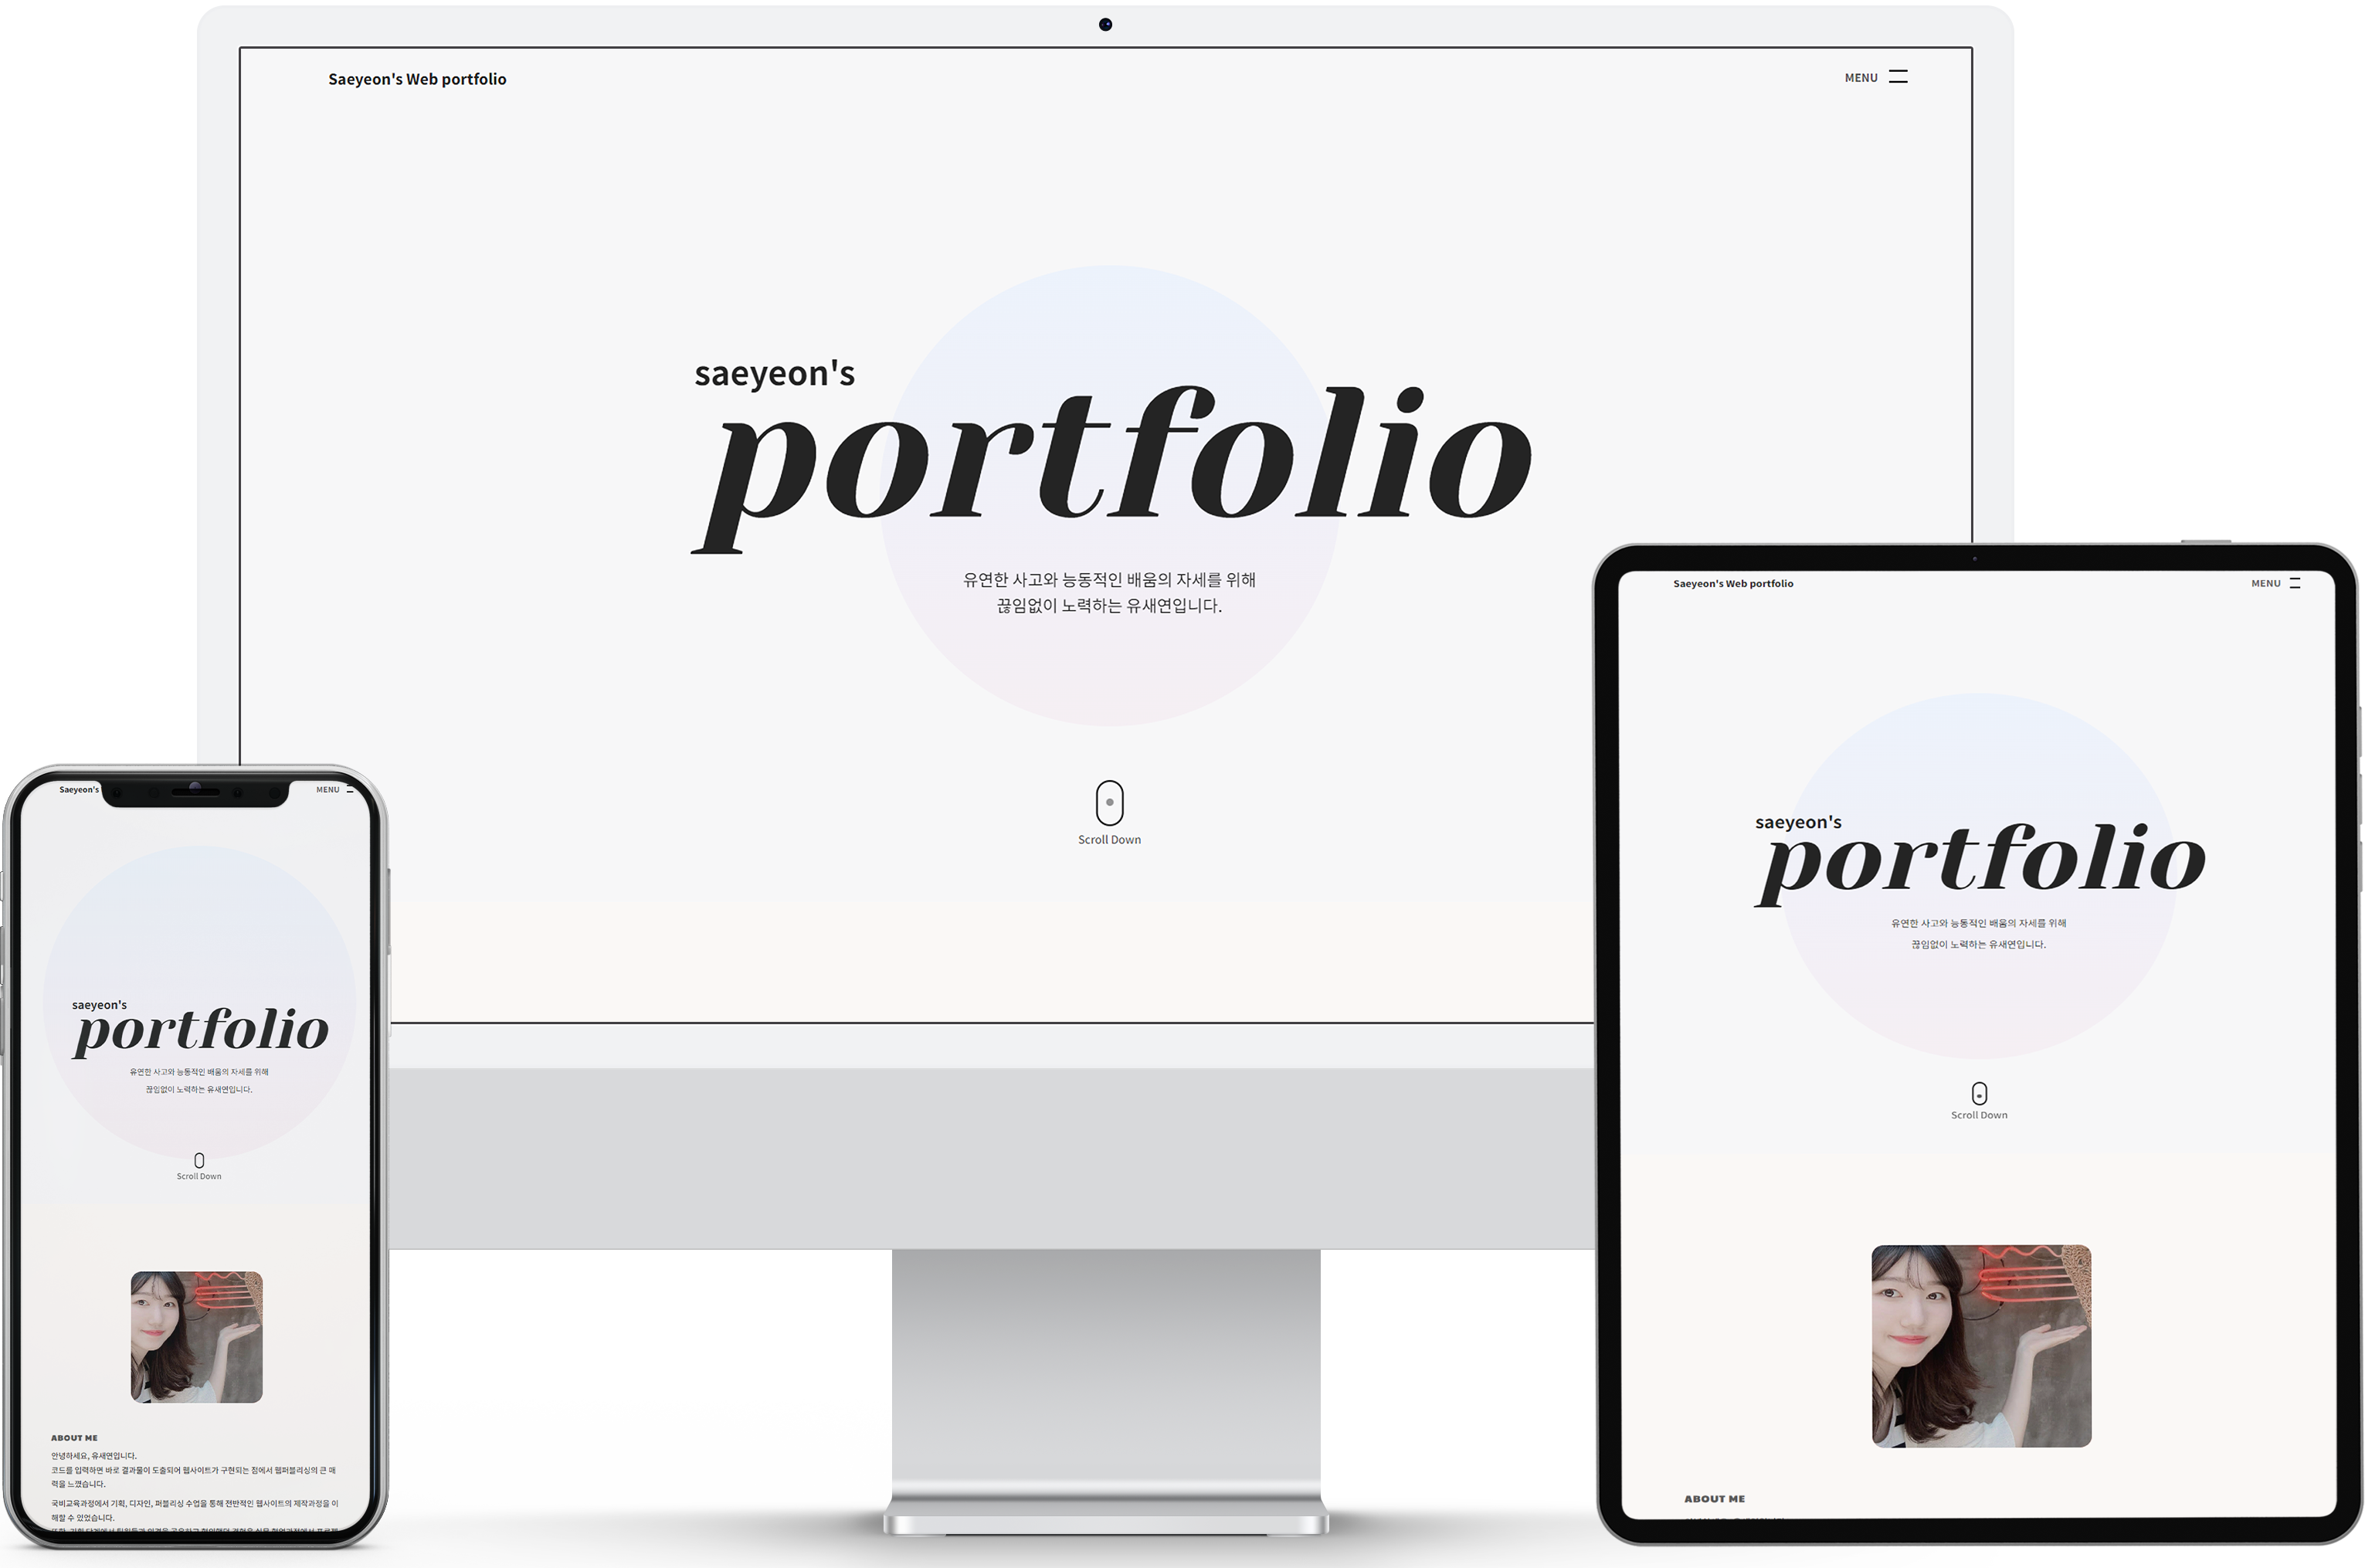 Saeyeon's Web portfolio
MENU
saeyeon's
portfolio
유연한 사고와 능동적인 배움의 자세를 위해
끊임없이 노력하는 유새연입니다.
Scroll Down
Saeyeon's
MENU
saeyeon's
portfolio
유연한 사고와 능동적인 배움의 자세를 위해
끊임없이 노력하는 유새연입니다.
Scroll Down
ABOUT ME
안녕하세요, 유새연입니다.
코드를 입력하면 바로 결과물이 도출되어 웹사이트가 구현되는 점에서 웹퍼블리싱의 큰 매
력을 느꼈습니다.
국비교육과정에서 기획, 디자인, 퍼블리싱 수업을 통해 전반적인 웹사이트의 제작과정을 이
해할 수 있었습니다.
Saeyeon's Web portfolio
MENU
saeyeon's
portfolio
유연한 사고와 능동적인 배움의 자세를 위해
끊임없이 노력하는 유새연입니다.
Scroll Down
ABOUT ME